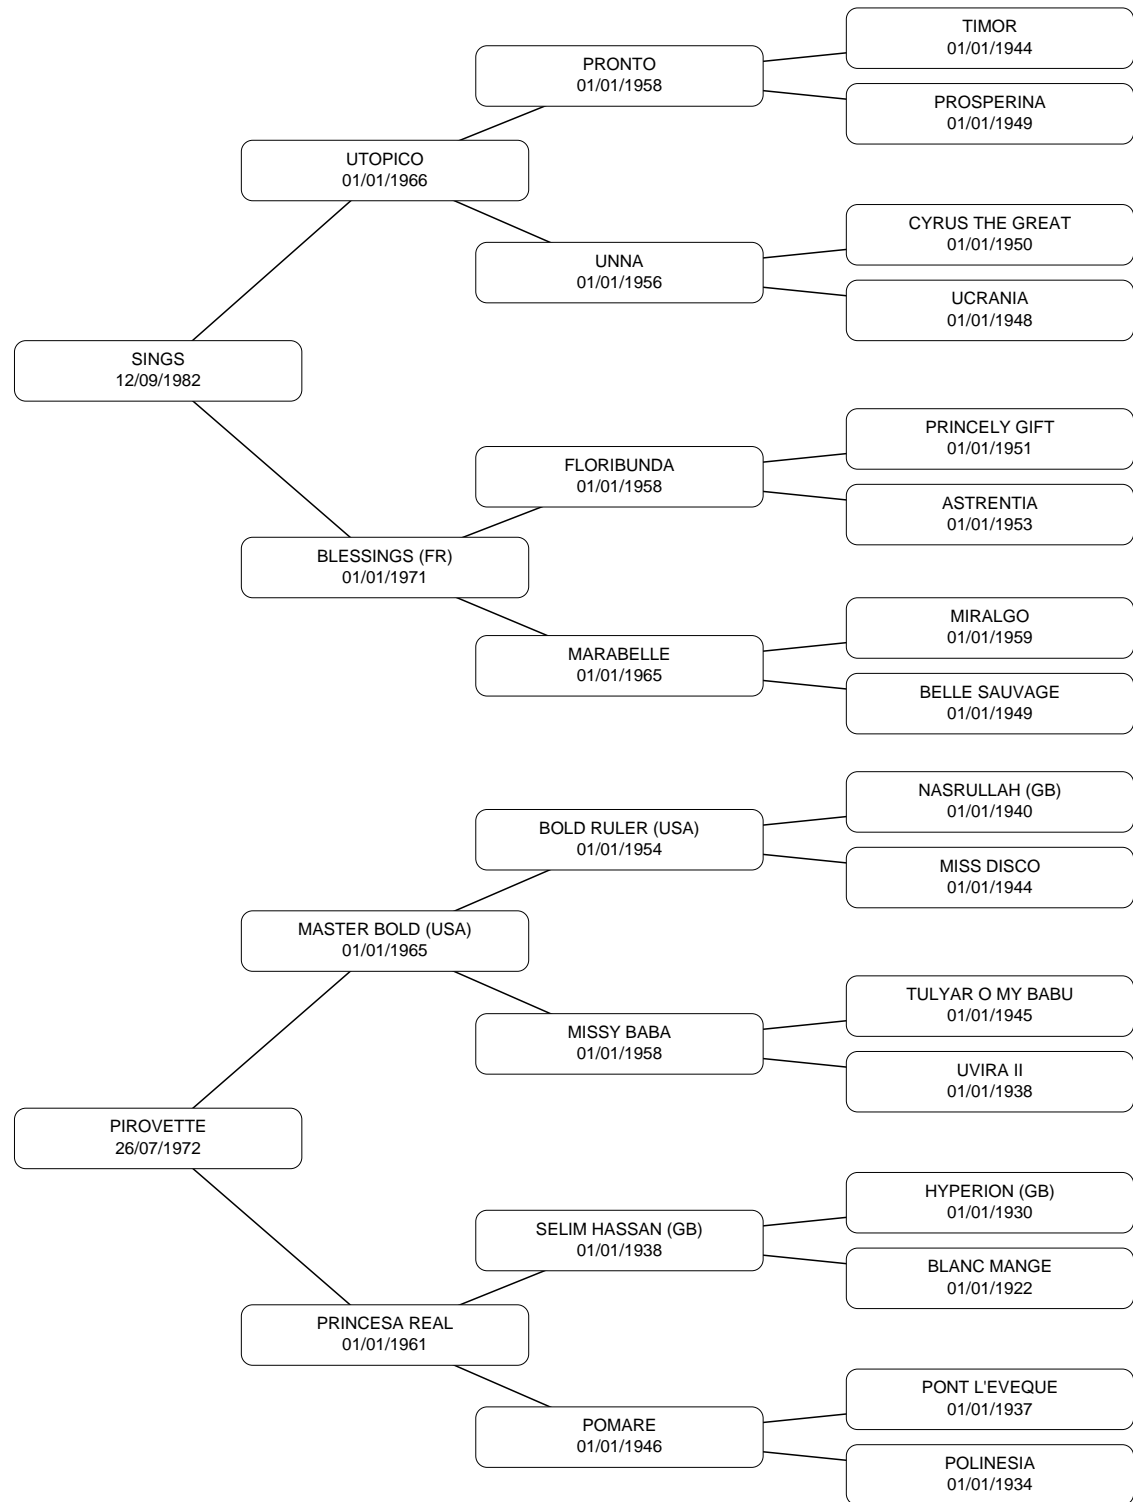 TIMOR
01/01/1944
PRONTO
01/01/1958
PROSPERINA
01/01/1949
UTOPICO
01/01/1966
CYRUS THE GREAT
01/01/1950
UNNA
01/01/1956
UCRANIA
01/01/1948
SINGS
12/09/1982
PRINCELY GIFT
01/01/1951
FLORIBUNDA
01/01/1958
ASTRENTIA
01/01/1953
BLESSINGS (FR)
01/01/1971
MIRALGO
01/01/1959
MARABELLE
01/01/1965
BELLE SAUVAGE
01/01/1949
NASRULLAH (GB)
01/01/1940
BOLD RULER (USA)
01/01/1954
MISS DISCO
01/01/1944
MASTER BOLD (USA)
01/01/1965
TULYAR O MY BABU
01/01/1945
MISSY BABA
01/01/1958
UVIRA II
01/01/1938
PIROVETTE
26/07/1972
HYPERION (GB)
01/01/1930
SELIM HASSAN (GB)
01/01/1938
BLANC MANGE
01/01/1922
PRINCESA REAL
01/01/1961
PONT L'EVEQUE
01/01/1937
POMARE
01/01/1946
POLINESIA
01/01/1934